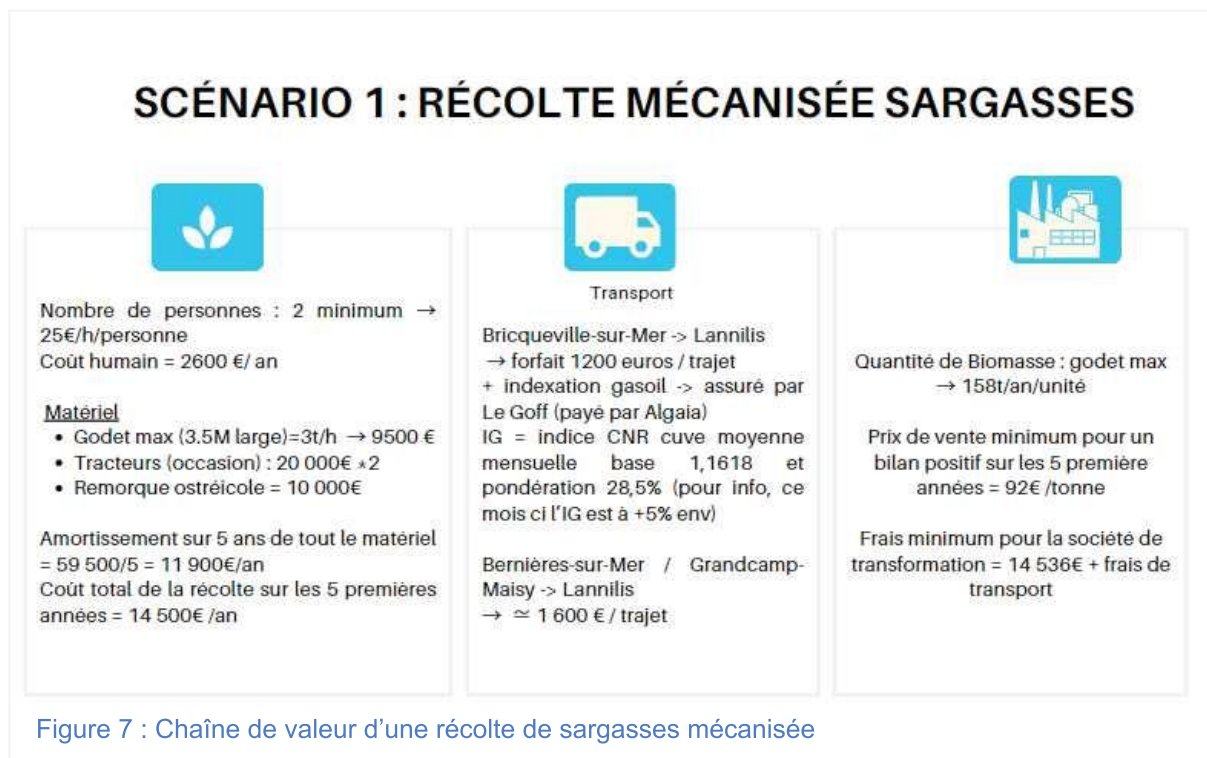 SCÉNARIO 1 : RÉCOLTE MÉCANISÉE SARGASSES
Nombre de personnes : 2 minimum →
25€/h/personne
Coût humain = 2600 €/ an
Matériel
• Godet max (3.5M large)=3t/h → 9500 €
• Tracteurs (occasion) : 20 000€ *2
• Remorque ostréicole = 10 000€
Amortissement sur 5 ans de tout le matériel
= 59 500/5 = 11 900€/an
Coût total de la récolte sur les 5 premières
années = 14 500€ /an
Transport
Bricqueville-sur-Mer -> Lannilis
→ forfait 1200 euros / trajet
+ indexation gasoil -> assuré par
Le Goff (payé par Algaia)
IG = indice CNR cuve moyenne
mensuelle base 1,1618 et
pondération 28,5% (pour info, ce
mois ci l'IG est à +5% env)
Bernières-sur-Mer / Grandcamp-
Maisy -> Lannilis
→ ≃ 1 600 € / trajet
Quantité de Biomasse : godet max
→ 158t/an/unité
Prix de vente minimum pour un
bilan positif sur les 5 première
années = 92€ /tonne
Frais minimum pour la société de
transformation = 14 536€ + frais de
transport
Figure 7 : Chaîne de valeur d'une récolte de sargasses mécanisée